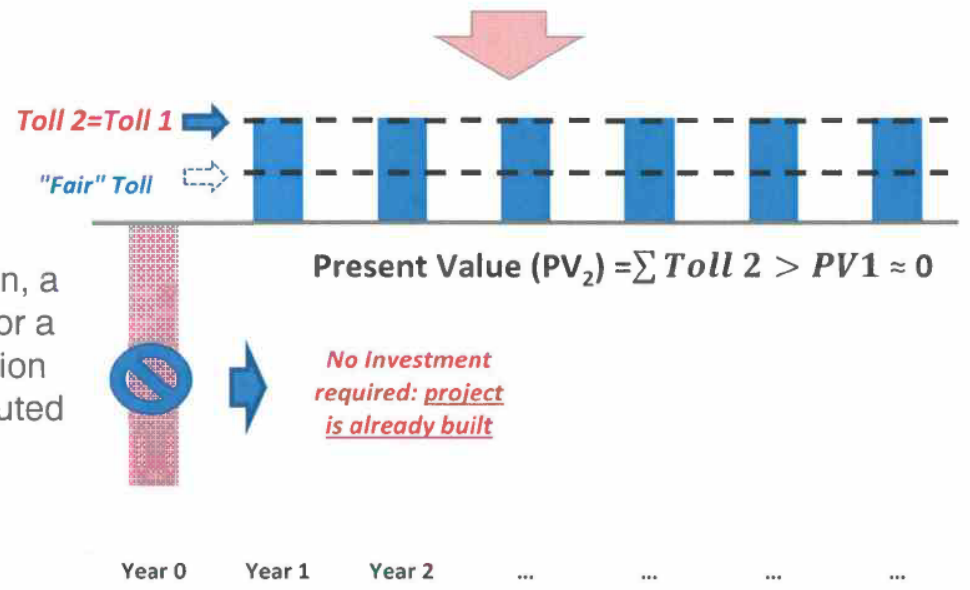 Toll 2=Toll 1
"Fair" Toll
Present Value (PV₂) =∑ Toll 2 > PV1 ≈ 0
n, a
or a
ion
uted
No Investment
required: project
is already built
Year 0 Year 1 Year 2 ... ... ... ...